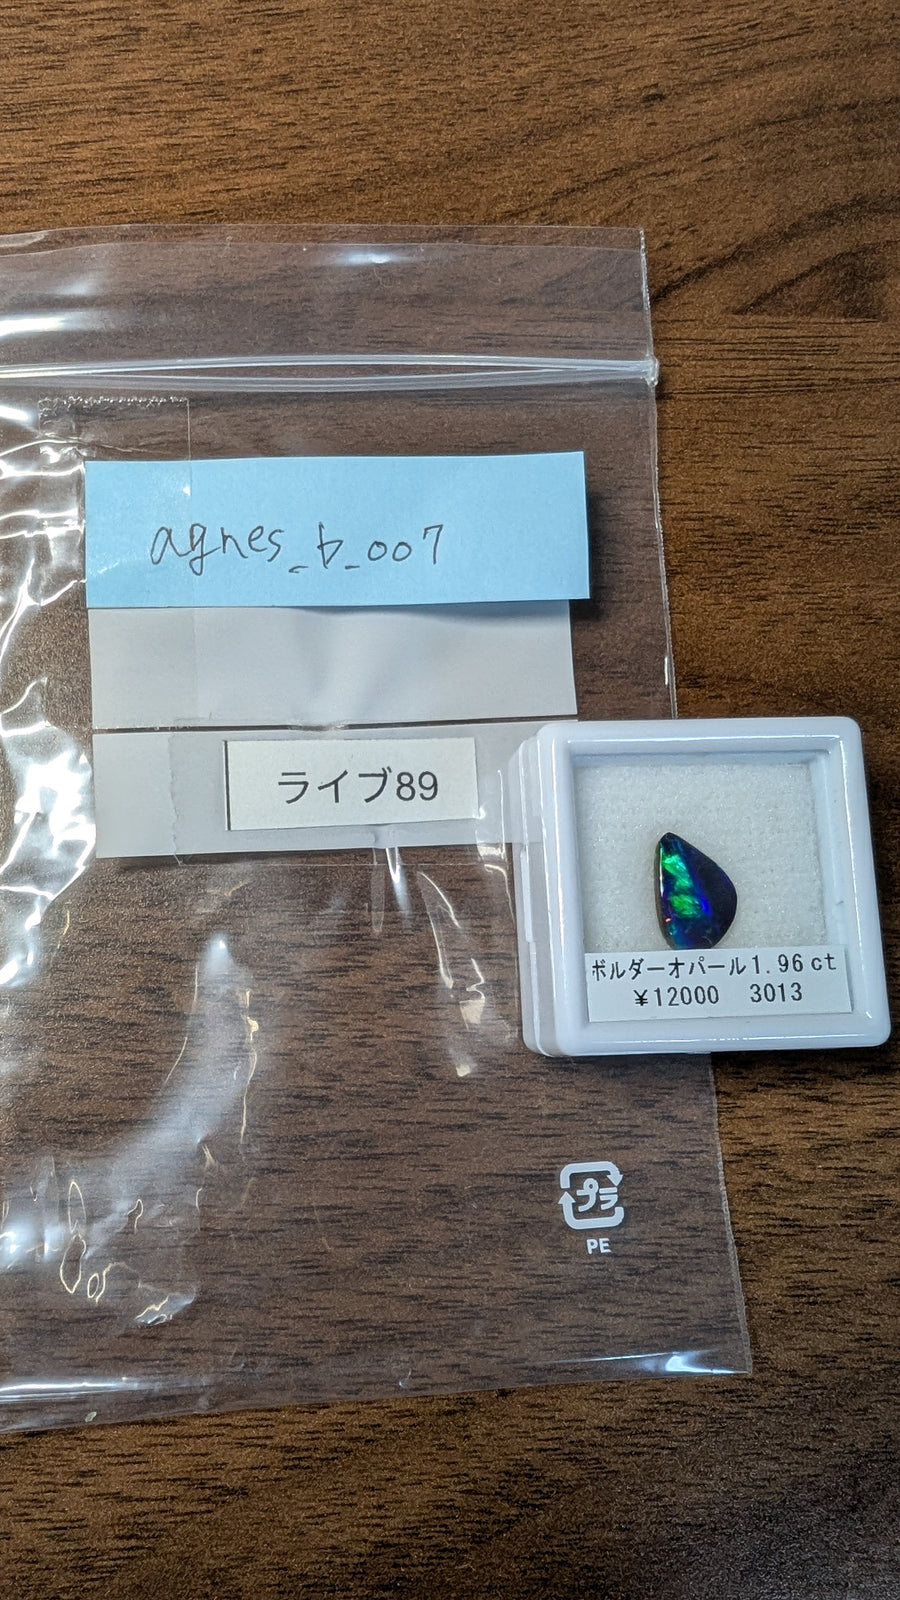 agnes_b_007
ライブ89
ボルダーオパール1.96ct
¥12000 3013
プラ
PE